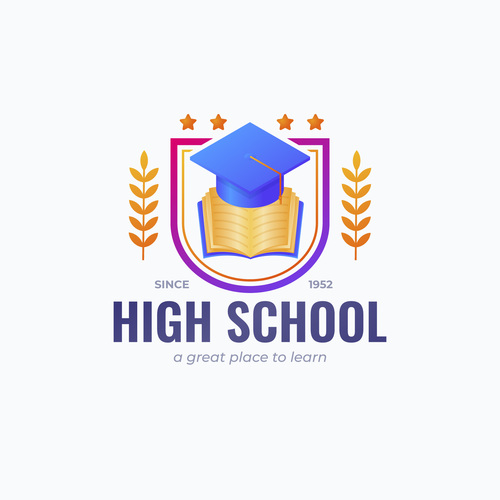 SINCE 1952
HIGH SCHOOL
a great place to learn